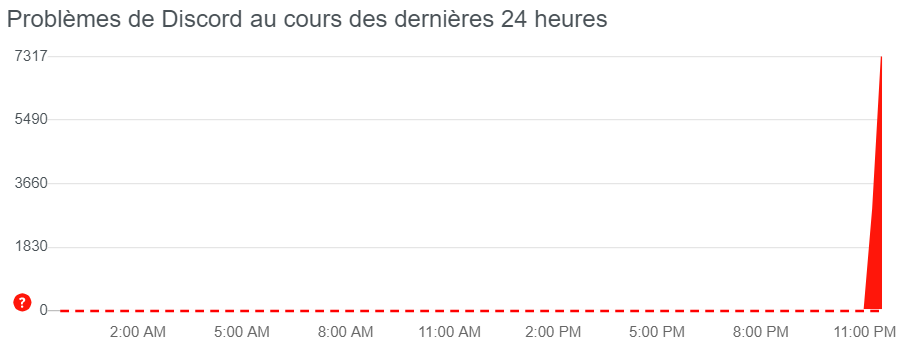 Problèmes de Discord au cours des dernières 24 heures
7317
5490
3660
1830
? 0
2:00 AM 5:00 AM 8:00 AM 11:00 AM 2:00 PM 5:00 PM 8:00 PM 11:00 PM